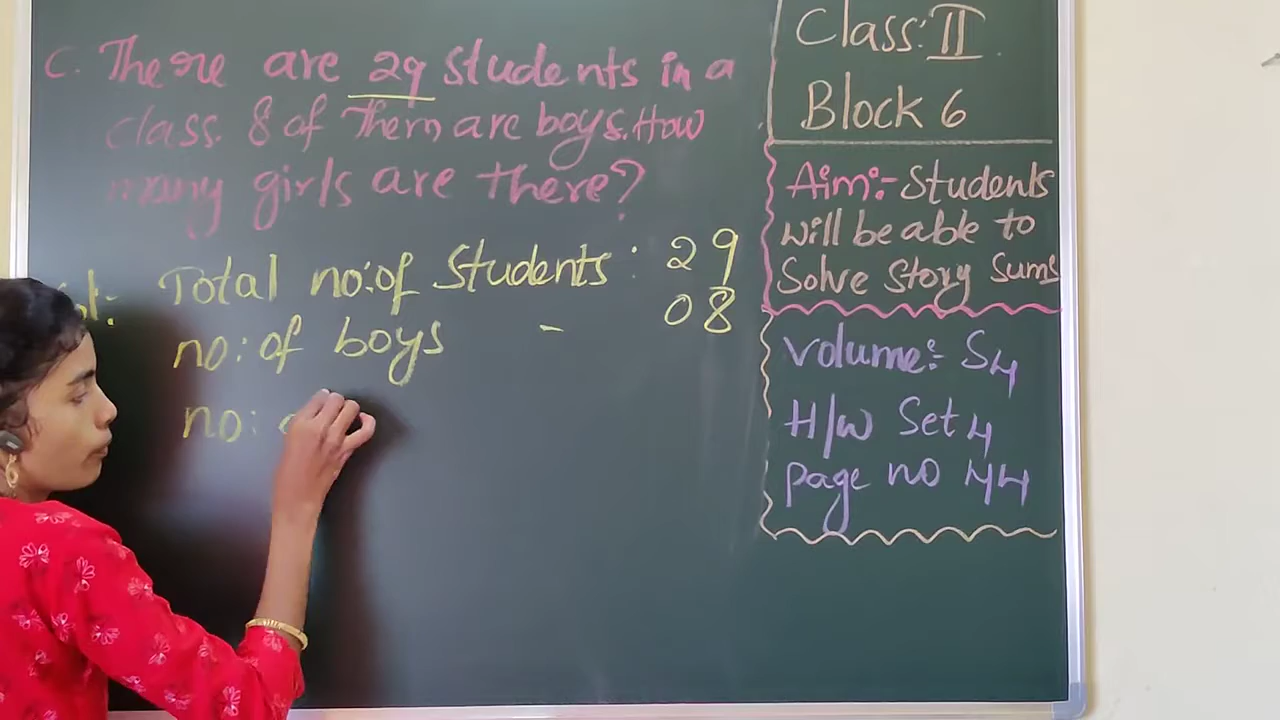 C. There are 29 students in a
class. 8 of them are boys. How
many girls are there?
Total no: of Students : 29
no: of boys - 08
no:
Class: II
Block 6
Aim:- Students
will be able to
Solve Story Sums
Volume:- S4
H/W Set 4
page no 44